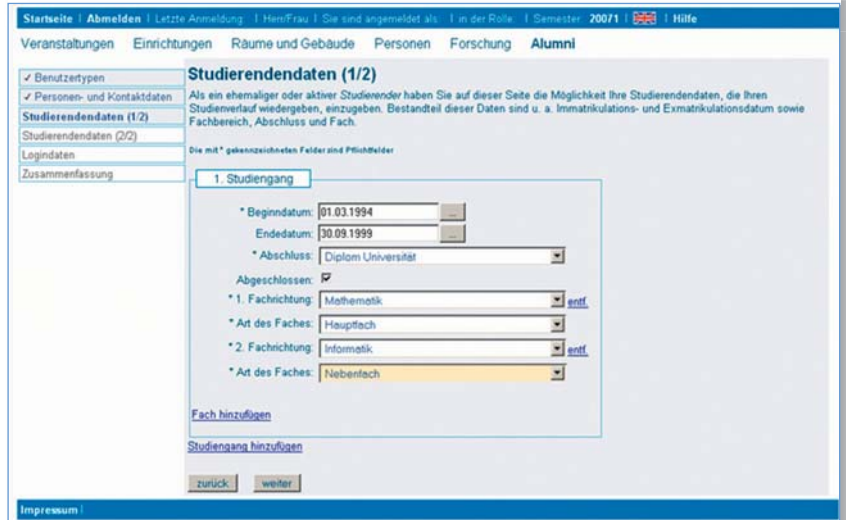 Startseite | Abmelden | Letzte Anmeldung: | Herr/Frau | Sie sind angemeldet als: | in der Rolle: | Semester: 20071 | | Hilfe
Veranstaltungen Einrichtungen Räume und Gebäude Personen Forschung Alumni
✓ Benutzertypen
✓ Personen- und Kontaktdaten
Studierendendaten (1/2)
Studierendendaten (2/2)
Logindaten
Zusammenfassung
Studierendendaten (1/2)
Als ein ehemaliger oder aktiver Studierender haben Sie auf dieser Seite die Möglichkeit Ihre Studierendendaten, die Ihren
Studienverlauf wiedergeben, einzugeben. Bestandteil dieser Daten sind u. a. Immatrikulations- und Exmatrikulationsdatum sowie
Fachbereich, Abschluss und Fach.
Die mit * gekennzeichneten Felder sind Pflichtfelder
1. Studiengang
* Beginndatum: 01.03.1994 ...
Endedatum: 30.09.1999 ...
* Abschluss: Diplom Universität
Abgeschlossen:
* 1. Fachrichtung: Mathematik entf.
* Art des Faches: Hauptfach
* 2. Fachrichtung: Informatik entf.
* Art des Faches: Nebenfach
Fach hinzufügen
Studiengang hinzufügen
zurück weiter
Impressum |